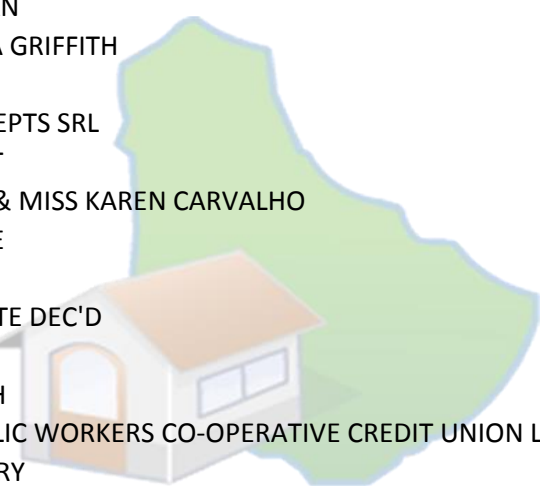 N
A GRIFFITH
EPTS SRL
& MISS KAREN CARVALHO
E
TE DEC'D
H
LIC WORKERS CO-OPERATIVE CREDIT UNION L
RY